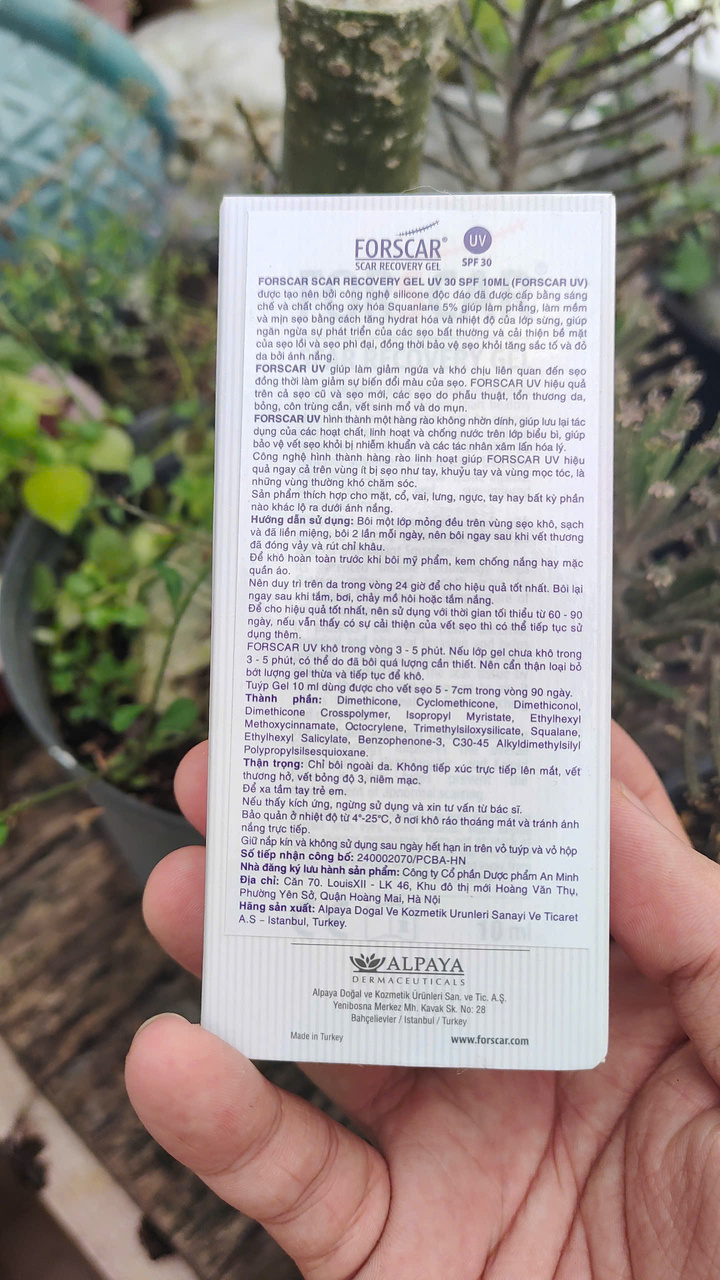 FORSCAR®
SCAR RECOVERY GEL
UV
SPF 30
FORSCAR SCAR RECOVERY GEL UV 30 SPF 10ML (FORSCAR UV)
được tạo nên bởi công nghệ silicone độc đáo đã được cấp bằng sáng
chế và chất chống oxy hóa Squanlane 5% giúp làm phẳng, làm mềm
và mịn sẹo bằng cách tăng hydrat hóa và nhiệt độ của lớp sừng, giúp
ngăn ngừa sự phát triển của các sẹo bất thường và cải thiện bề mặt
của sẹo lồi và sẹo phì đại, đồng thời bảo vệ sẹo khỏi tăng sắc tố và đỏ
da bởi ánh nắng.
FORSCAR UV giúp làm giảm ngứa và khó chịu liên quan đến sẹo
đồng thời làm giảm sự biến đổi màu của sẹo. FORSCAR UV hiệu quả
trên cả sẹo cũ và sẹo mới, các sẹo do phẫu thuật, tổn thương da,
bỏng, côn trùng cắn, vết sinh mổ và do mụn.
FORSCAR UV hình thành một hàng rào không nhờn dính, giúp lưu lại tác
dụng của các hoạt chất, linh hoạt và chống nước trên lớp biểu bì, giúp
bảo vệ vết sẹo khỏi bị nhiễm khuẩn và các tác nhân xâm lấn hóa lý.
Công nghệ hình thành hàng rào linh hoạt giúp FORSCAR UV hiệu
quả ngay cả trên vùng ít bị sẹo như tay, khuỷu tay và vùng mọc tóc, là
những vùng thường khó chăm sóc.
Sản phẩm thích hợp cho mặt, cổ, vai, lưng, ngực, tay hay bất kỳ phần
nào khác lộ ra dưới ánh nắng.
Hướng dẫn sử dụng: Bôi một lớp mỏng đều trên vùng sẹo khô, sạch
và đã liền miệng, bôi 2 lần mỗi ngày, nên bôi ngay sau khi vết thương
đã đóng vảy và rút chỉ khâu.
Để khô hoàn toàn trước khi bôi mỹ phẩm, kem chống nắng hay mặc
quần áo.
Nên duy trì trên da trong vòng 24 giờ để cho hiệu quả tốt nhất. Bôi lại
ngay sau khi tắm, bơi, chảy mồ hôi hoặc tắm nắng.
Để cho hiệu quả tốt nhất, nên sử dụng với thời gian tối thiểu từ 60 - 90
ngày, nếu vẫn thấy có sự cải thiện của vết sẹo thì có thể tiếp tục sử
dụng thêm.
FORSCAR UV khô trong vòng 3 - 5 phút. Nếu lớp gel chưa khô trong
3 - 5 phút, có thể do đã bôi quá lượng cần thiết. Nên cẩn thận loại bỏ
bớt lượng gel thừa và tiếp tục để khô.
Tuýp Gel 10 ml dùng được cho vết sẹo 5 - 7cm trong vòng 90 ngày.
Thành phần: Dimethicone, Cyclomethicone, Dimethiconol,
Dimethicone Crosspolymer, Isopropyl Myristate, Ethylhexyl
Methoxycinnamate, Octocrylene, Trimethylsiloxysilicate, Squalane,
Ethylhexyl Salicylate, Benzophenone-3, C30-45 Alkyldimethylsilyl
Polypropylsilsesquioxane.
Thận trọng: Chỉ bôi ngoài da. Không tiếp xúc trực tiếp lên mắt, vết
thương hở, vết bỏng độ 3, niêm mạc.
Để xa tầm tay trẻ em.
Nếu thấy kích ứng, ngừng sử dụng và xin tư vấn từ bác sĩ.
Bảo quản ở nhiệt độ từ 4°-25°C, ở nơi khô ráo thoáng mát và tránh ánh
nắng trực tiếp.
Giữ nắp kín và không sử dụng sau ngày hết hạn in trên vỏ tuýp và vỏ hộp
Số tiếp nhận công bố: 240002070/PCBA-HN
Nhà đăng ký lưu hành sản phẩm: Công ty Cổ phần Dược phẩm An Minh
Địa chỉ: Căn 70. LouisXII - LK 46, Khu đô thị mới Hoàng Văn Thụ,
Phường Yên Sở, Quận Hoàng Mai, Hà Nội
Hãng sản xuất: Alpaya Dogal Ve Kozmetik Urunleri Sanayi Ve Ticaret
A.S – Istanbul, Turkey.
ALPAYA
DERMACEUTICALS
Alpaya Doğal ve Kozmetik Ürünleri San. ve Tic. A.Ş.
Yenibosna Merkez Mh. Kavak Sk. No: 28
Bahçelievler / Istanbul / Turkey
Made in Turkey
www.forscar.com